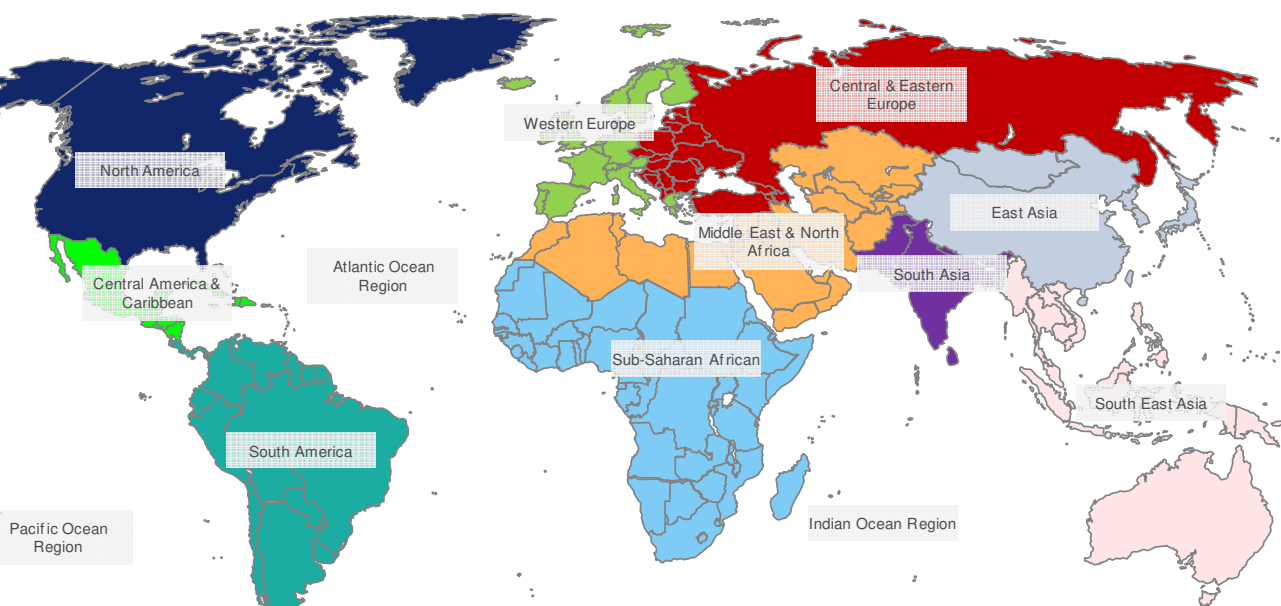 Central & Eastern
Europe
Western Europe
North America
East Asia
Middle East & North
Africa
Atlantic Ocean
Region
South Asia
Central America &
Caribbean
Sub-Saharan African
South East Asia
South America
Pacific Ocean
Region
Indian Ocean Region